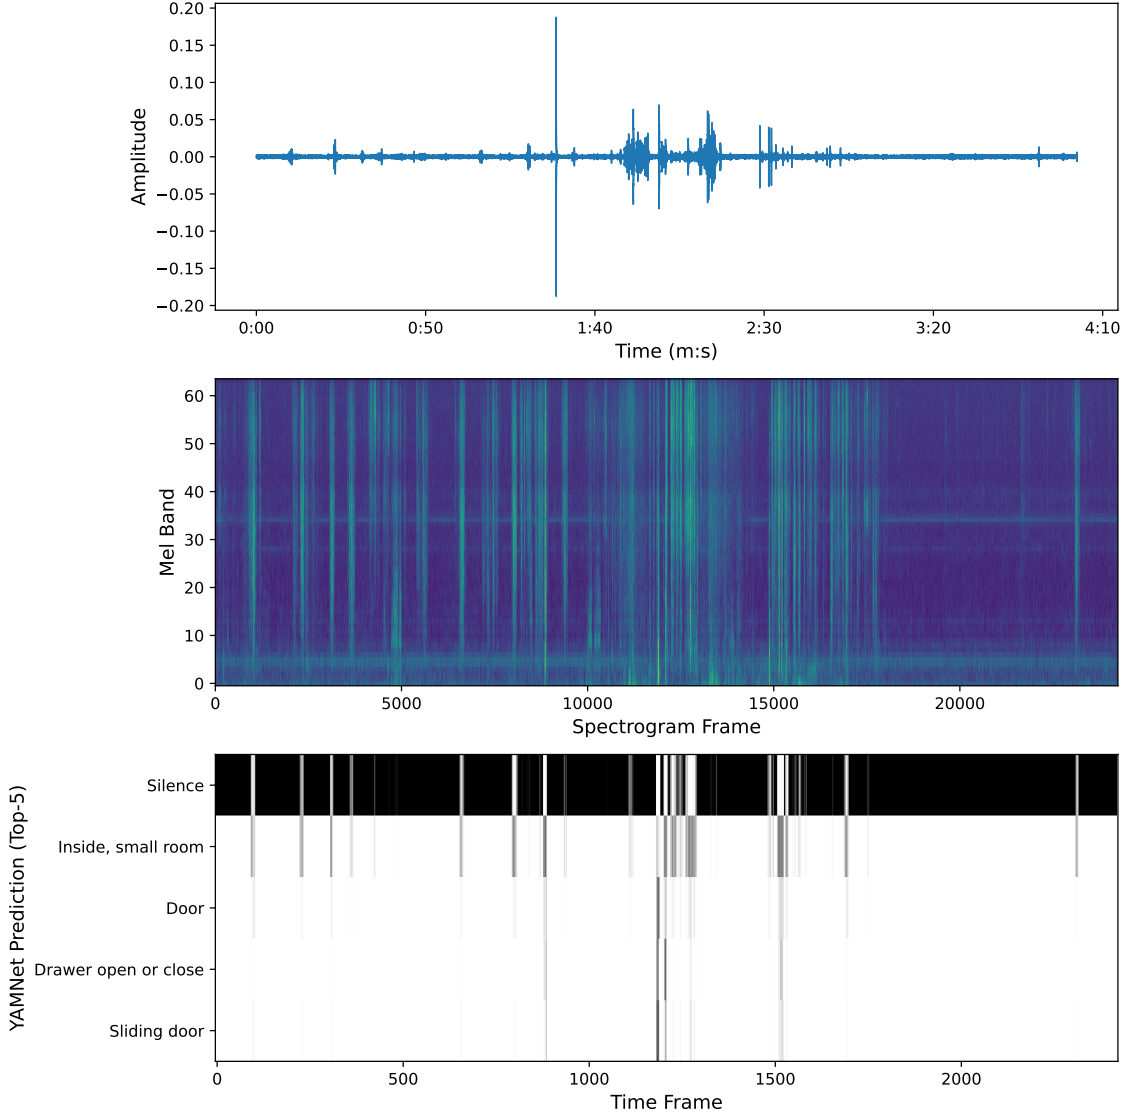 0.20
0.15
0.10
0.05
0.00
−0.05
−0.10
−0.15
−0.20
Amplitude
0:00 0:50 1:40 2:30 3:20 4:10
Time (m:s)
60
50
40
30
20
10
0
Mel Band
0 5000 10000 15000 20000
Spectrogram Frame
YAMNet Prediction (Top-5)
Silence
Inside, small room
Door
Drawer open or close
Sliding door
0 500 1000 1500 2000
Time Frame